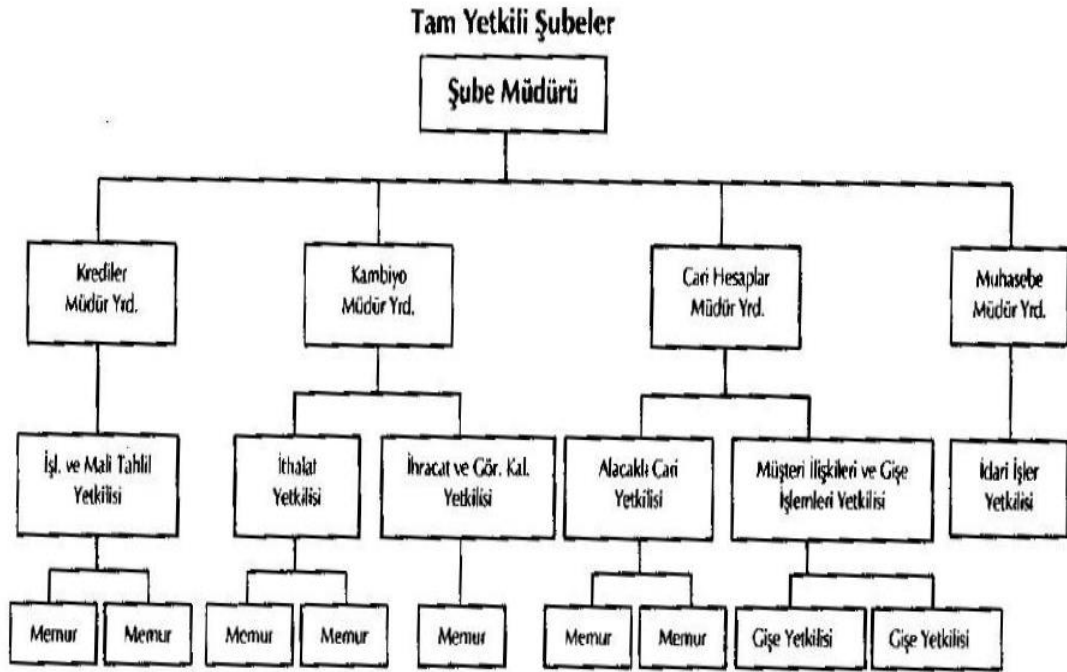 Tam Yetkili Şubeler
Şube Müdürü
Krediler
Müdür Yrd.
Kambiyo
Müdür Yrd.
Cari Hesaplar
Müdür Yrd.
Muhasebe
Müdür Yrd.
İşl. ve Mali Tahlil
Yetkilisi
İthalat
Yetkilisi
İhracat ve Gör. Kal.
Yetkilisi
Alacaklı Cari
Yetkilisi
Müşteri İlişkileri ve Gişe
İşlemleri Yetkilisi
İdari İşler
Yetkilisi
Memur
Memur
Memur
Memur
Memur
Memur
Memur
Gişe Yetkilisi
Gişe Yetkilisi